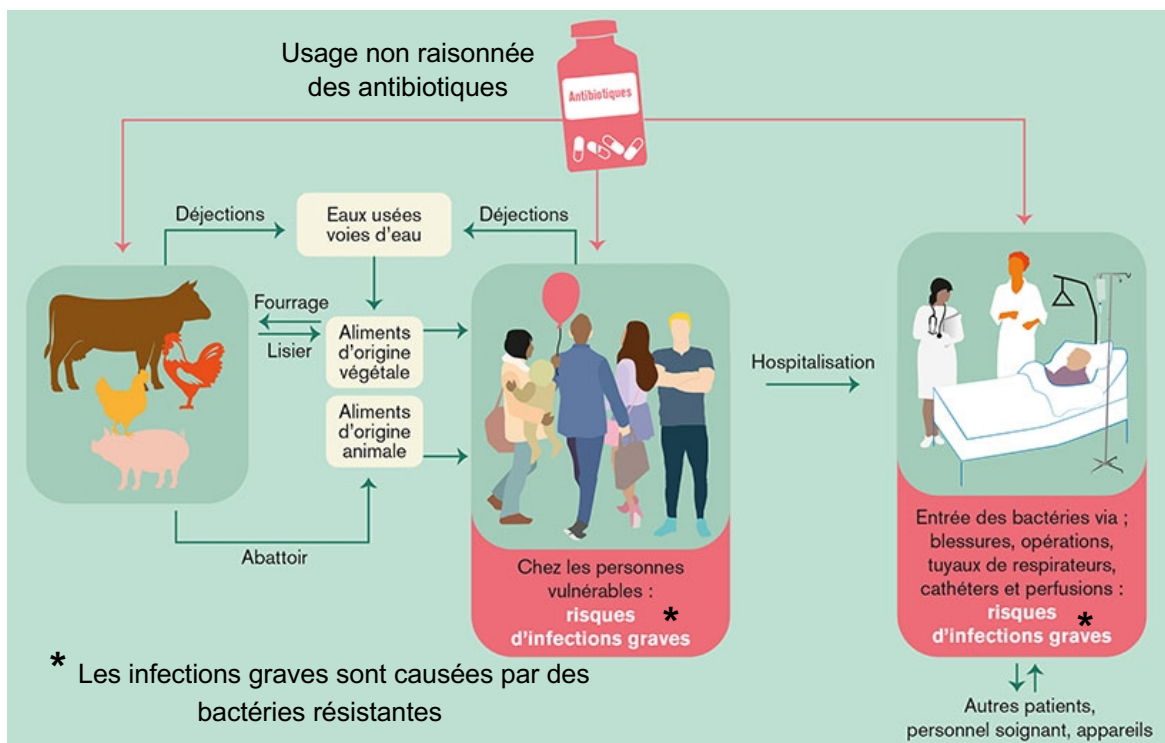 Usage non raisonnée
des antibiotiques
Antibiotiques
Déjections
Eaux usées
voies d'eau
Déjections
Fourrage
Lisier
Aliments
d'origine
végétale
Aliments
d'origine
animale
Abattoir
Hospitalisation
Chez les personnes
vulnérables :
risques *
d'infections graves
Entrée des bactéries via ;
blessures, opérations,
tuyaux de respirateurs,
cathéters et perfusions :
risques *
d'infections graves
Autres patients,
personnel soignant, appareils
* Les infections graves sont causées par des
bactéries résistantes